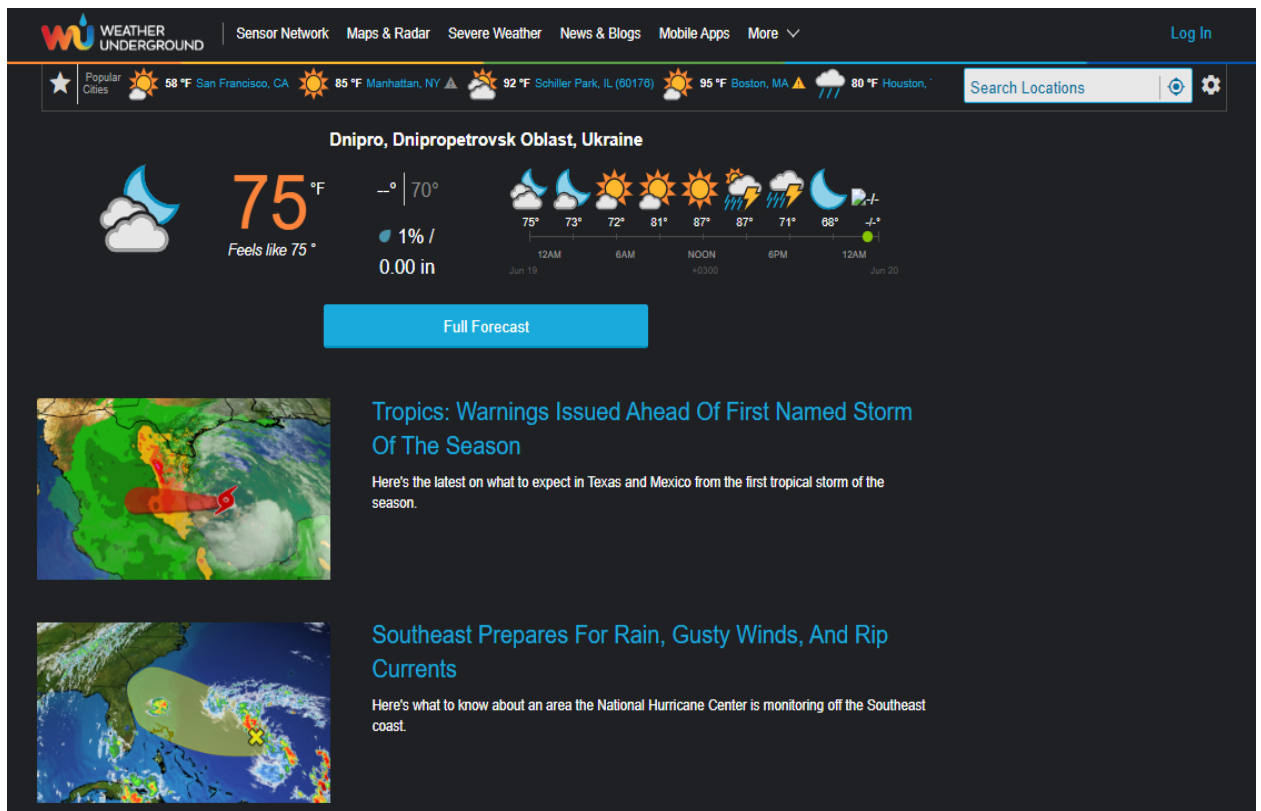 WEATHER
UNDERGROUND
Sensor Network Maps & Radar Severe Weather News & Blogs Mobile Apps More
Log In
Popular
Cities
58 °F San Francisco, CA 85 °F Manhattan, NY 92 °F Schiller Park, IL (60176) 95 °F Boston, MA 80 °F Houston,
Search Locations
Dnipro, Dnipropetrovsk Oblast, Ukraine
75 °F
Feels like 75 °
--° | 70°
1% /
0.00 in
-/-
75° 73° 72° 81° 87° 87° 71° 68° -/-°
12AM 6AM NOON 6PM 12AM
Jun 19 +0300 Jun 20
Full Forecast
Tropics: Warnings Issued Ahead Of First Named Storm
Of The Season
Here's the latest on what to expect in Texas and Mexico from the first tropical storm of the
season.
Southeast Prepares For Rain, Gusty Winds, And Rip
Currents
Here's what to know about an area the National Hurricane Center is monitoring off the Southeast
coast.